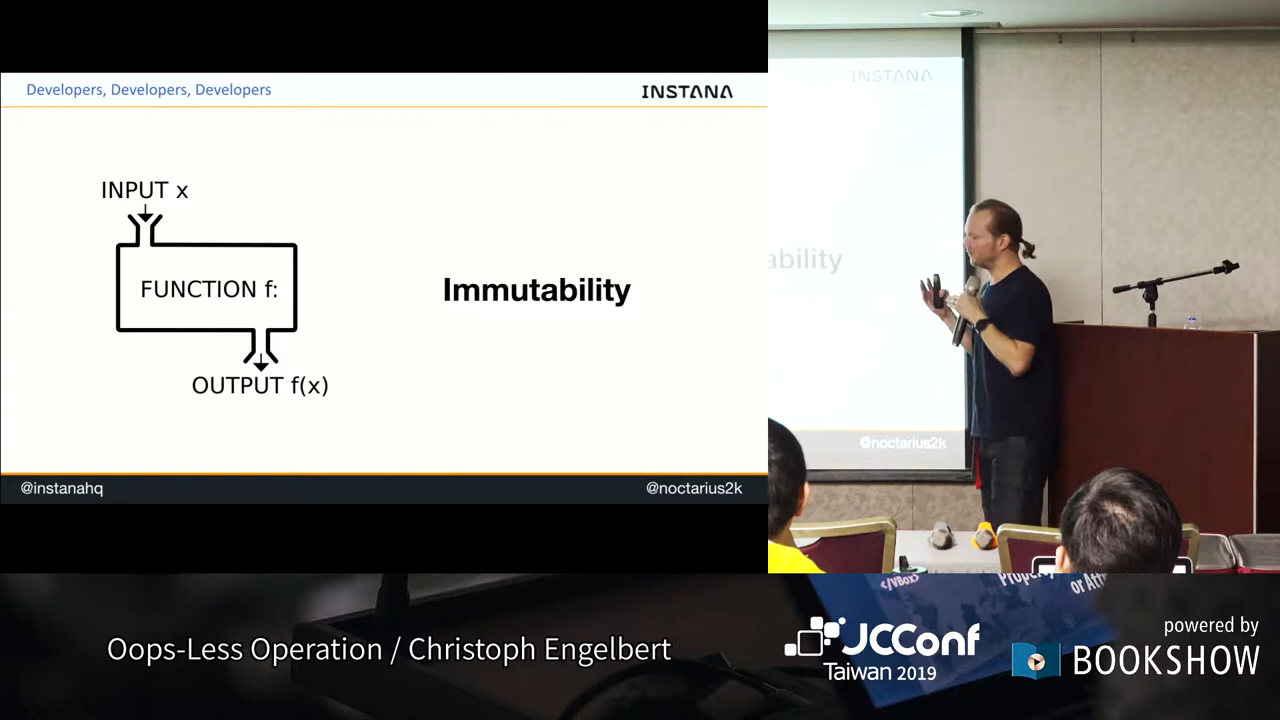 Developers, Developers, Developers
INSTANA
INPUT x
FUNCTION f:
OUTPUT f(x)
Immutability
@instanahq
@noctarius2k
INSTANA
ability
@noctarius2k
</VBox>
Oops-Less Operation / Christoph Engelbert
JCConf
Taiwan 2019
powered by
BOOKSHOW